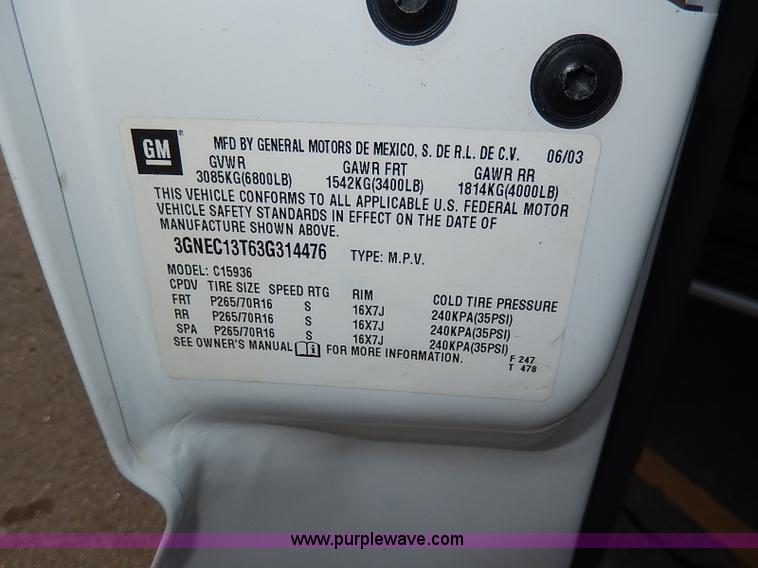 GM
MFD BY GENERAL MOTORS DE MEXICO, S. DE R.L. DE C.V. 06/03
GVWR GAWR FRT GAWR RR
3085KG(6800LB) 1542KG(3400LB) 1814KG(4000LB)
THIS VEHICLE CONFORMS TO ALL APPLICABLE U.S. FEDERAL MOTOR
VEHICLE SAFETY STANDARDS IN EFFECT ON THE DATE OF
MANUFACTURE SHOWN ABOVE.
3GNEC13T63G314476 TYPE: M.P.V.
MODEL: C15936
CPDV TIRE SIZE SPEED RTG RIM COLD TIRE PRESSURE
FRT P265/70R16 S 16X7J 240KPA(35PSI)
RR P265/70R16 S 16X7J 240KPA(35PSI)
SPA P265/70R16 S 16X7J 240KPA(35PSI)
SEE OWNER'S MANUAL FOR MORE INFORMATION.
F 247
T 478
www.purplewave.com